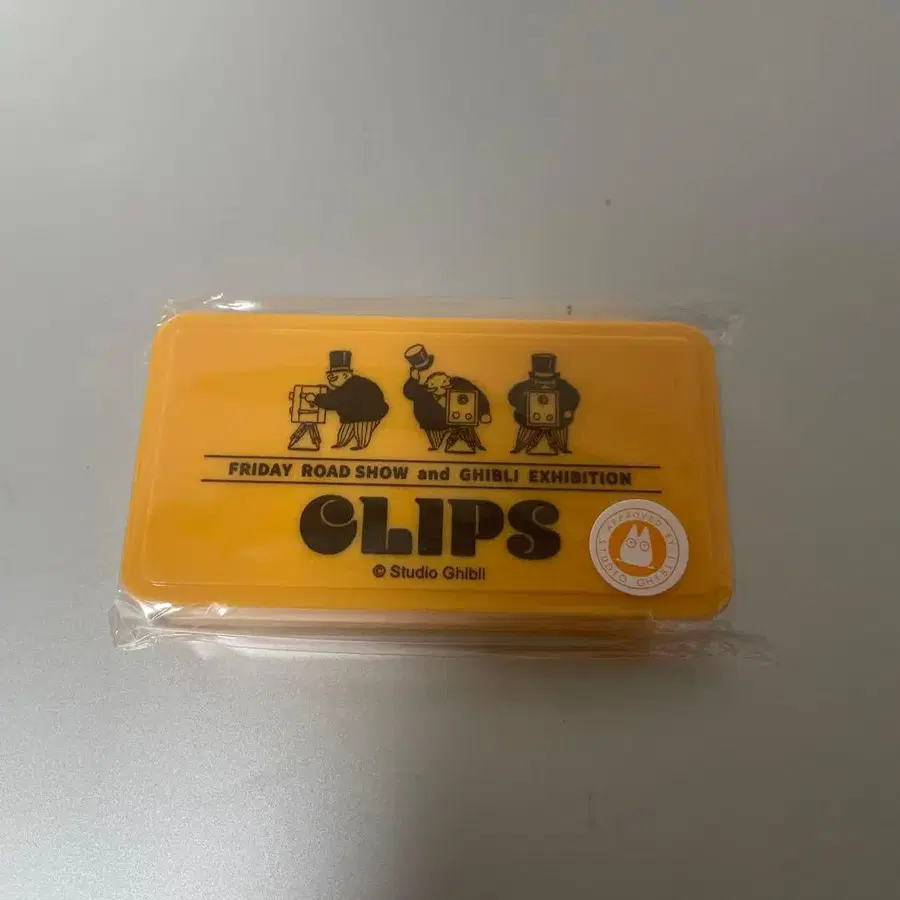 FRIDAY ROAD SHOW and GHIBLI EXHIBITION
CLIPS
© Studio Ghibli
APPROVED BY STUDIO GHIBLI